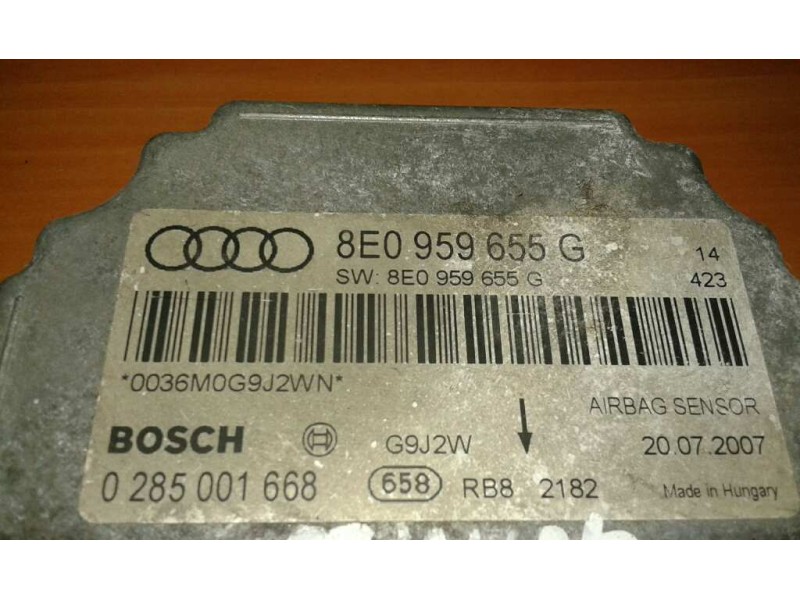 8E0 959 655 G 14
SW: 8E0 959 655 G 423
*0036M0G9J2WN*
AIRBAG SENSOR
BOSCH G9J2W 20.07.2007
0 285 001 668 658 RB8 2182 Made in Hungary